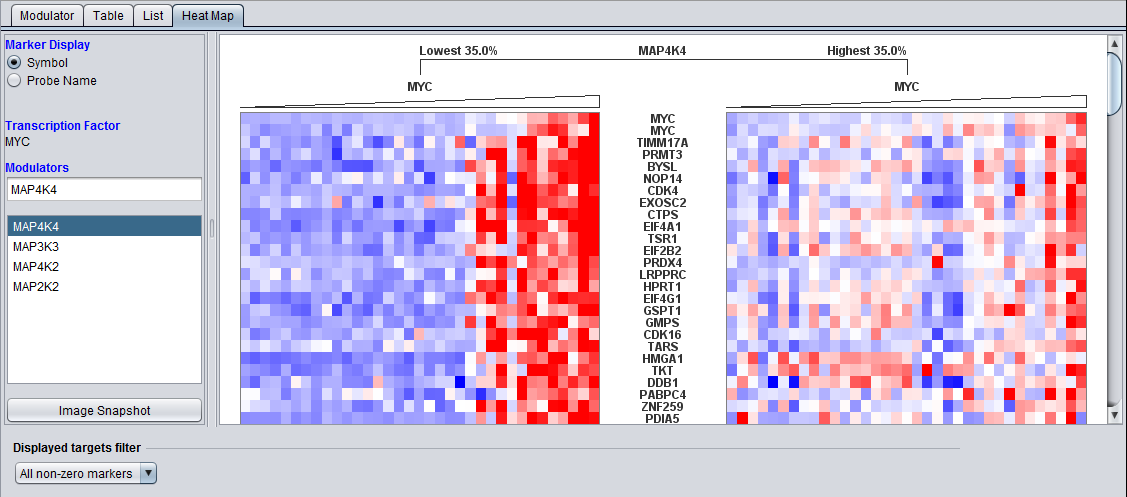 Modulator Table List Heat Map
Marker Display
Symbol
Probe Name
Transcription Factor
MYC
Modulators
MAP4K4
MAP4K4
MAP3K3
MAP4K2
MAP2K2
Image Snapshot
Lowest 35.0% MAP4K4 Highest 35.0%
MYC MYC
MYC
MYC
TIMM17A
PRMT3
BYSL
NOP14
CDK4
EXOSC2
CTPS
EIF4A1
TSR1
EIF2B2
PRDX4
LRPPRC
HPRT1
EIF4G1
GSPT1
GMPS
CDK16
TARS
HMGA1
TKT
DDB1
PABPC4
ZNF259
PDIA5
Displayed targets filter
All non-zero markers